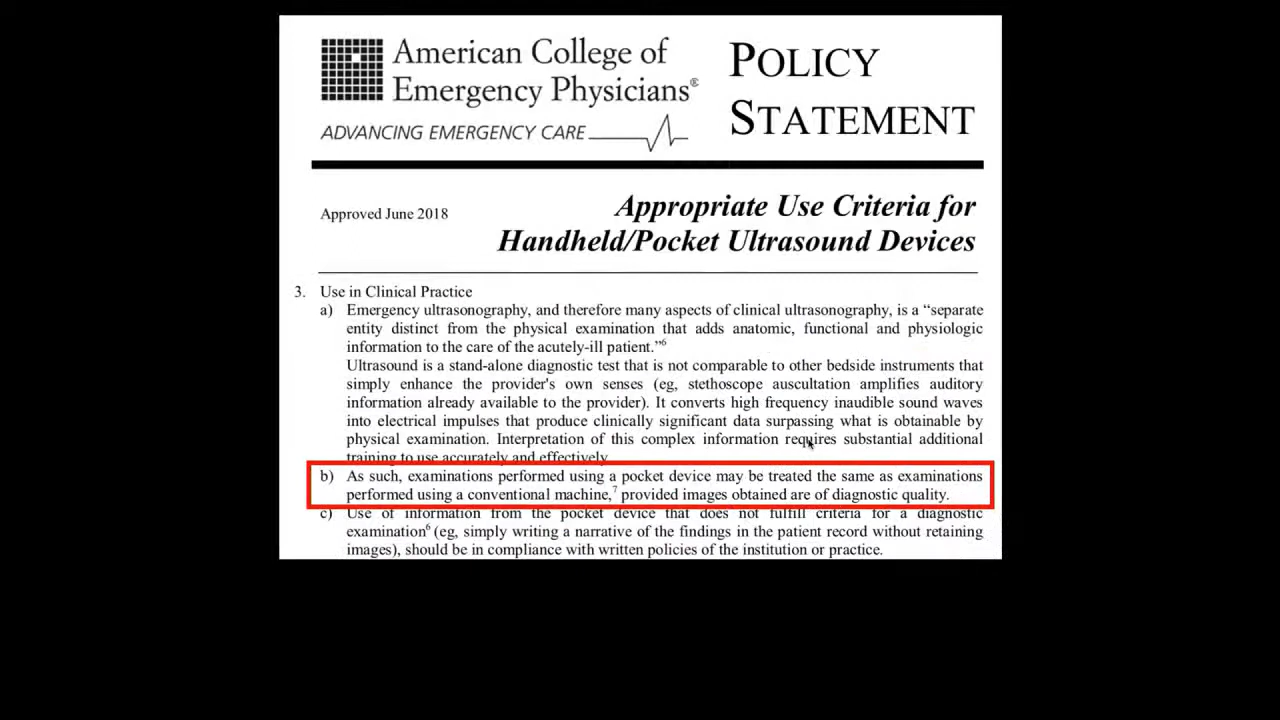 American College of
Emergency Physicians®
ADVANCING EMERGENCY CARE
POLICY
STATEMENT
Approved June 2018
Appropriate Use Criteria for
Handheld/Pocket Ultrasound Devices
3. Use in Clinical Practice
a) Emergency ultrasonography, and therefore many aspects of clinical ultrasonography, is a “separate
entity distinct from the physical examination that adds anatomic, functional and physiologic
information to the care of the acutely-ill patient.”6
Ultrasound is a stand-alone diagnostic test that is not comparable to other bedside instruments that
simply enhance the provider's own senses (eg, stethoscope auscultation amplifies auditory
information already available to the provider). It converts high frequency inaudible sound waves
into electrical impulses that produce clinically significant data surpassing what is obtainable by
physical examination. Interpretation of this complex information requires substantial additional
training to use accurately and effectively.
b) As such, examinations performed using a pocket device may be treated the same as examinations
performed using a conventional machine,7 provided images obtained are of diagnostic quality.
c) Use of information from the pocket device that does not fulfill criteria for a diagnostic
examination6 (eg, simply writing a narrative of the findings in the patient record without retaining
images), should be in compliance with written policies of the institution or practice.